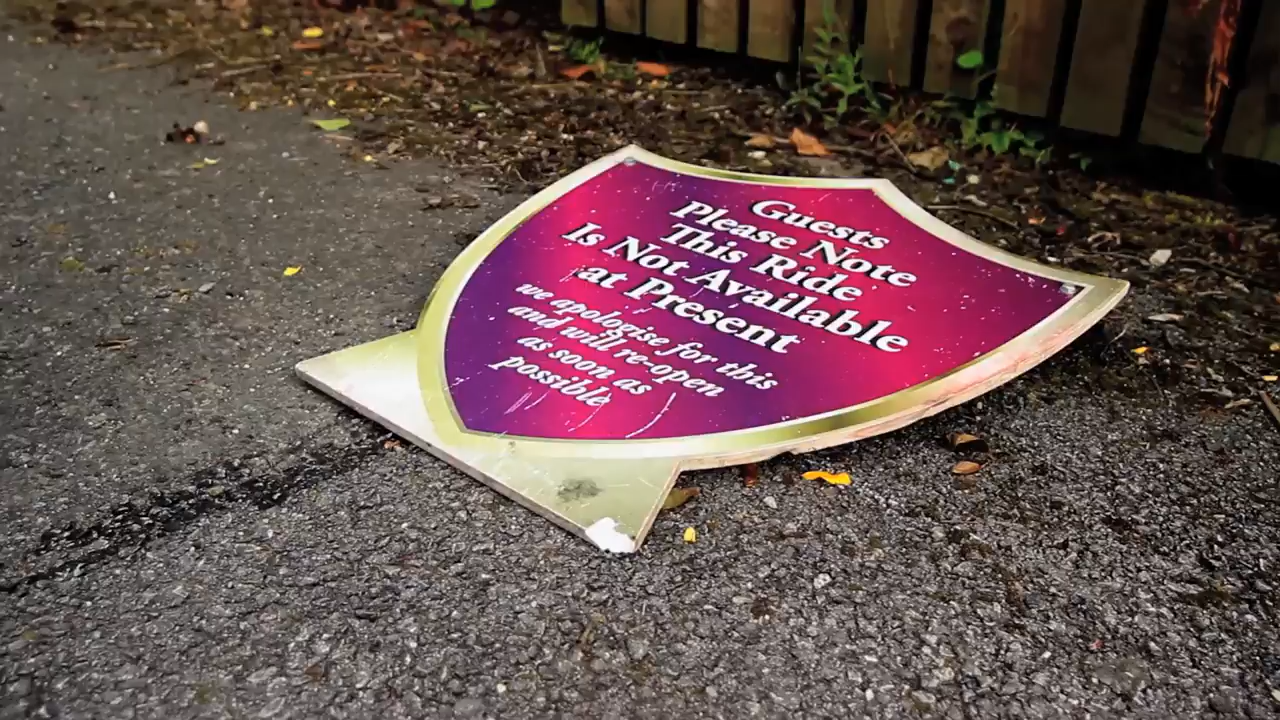 Guests
Please Note
This Ride
Is Not Available
at Present
we apologise for this
and will re-open
as soon as
possible